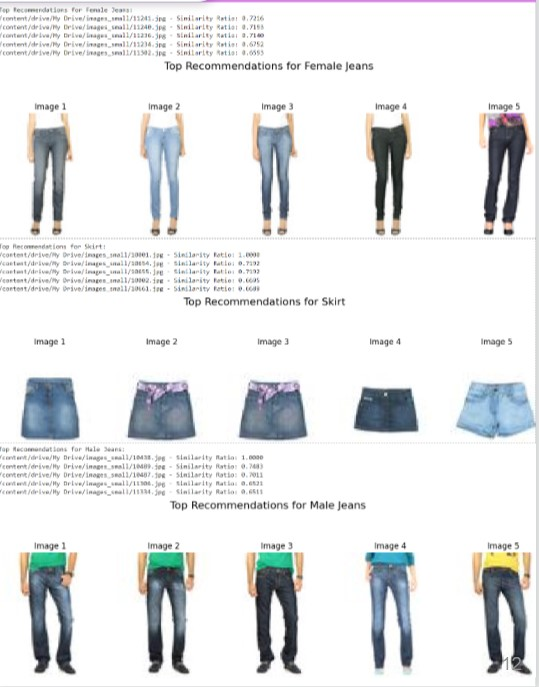 Top Recommendations for Female Jeans:
/content/drive/My Drive/images_small/11241.jpg - Similarity Ratio: 0.7216
/content/drive/My Drive/images_small/11240.jpg - Similarity Ratio: 0.7193
/content/drive/My Drive/images_small/11236.jpg - Similarity Ratio: 0.7140
/content/drive/My Drive/images_small/11234.jpg - Similarity Ratio: 0.6752
/content/drive/My Drive/images_small/11302.jpg - Similarity Ratio: 0.6553
Top Recommendations for Female Jeans
Image 1 Image 2 Image 3 Image 4 Image 5
Top Recommendations for Skirt:
/content/drive/My Drive/images_small/10001.jpg - Similarity Ratio: 1.0000
/content/drive/My Drive/images_small/10054.jpg - Similarity Ratio: 0.7192
/content/drive/My Drive/images_small/10055.jpg - Similarity Ratio: 0.7192
/content/drive/My Drive/images_small/10002.jpg - Similarity Ratio: 0.6695
/content/drive/My Drive/images_small/10061.jpg - Similarity Ratio: 0.6608
Top Recommendations for Skirt
Image 1 Image 2 Image 3 Image 4 Image 5
Top Recommendations for Male Jeans:
/content/drive/My Drive/images_small/10438.jpg - Similarity Ratio: 1.0000
/content/drive/My Drive/images_small/10489.jpg - Similarity Ratio: 0.7483
/content/drive/My Drive/images_small/10487.jpg - Similarity Ratio: 0.7011
/content/drive/My Drive/images_small/11306.jpg - Similarity Ratio: 0.6521
/content/drive/My Drive/images_small/11334.jpg - Similarity Ratio: 0.6511
Top Recommendations for Male Jeans
Image 1 Image 2 Image 3 Image 4 Image 5
12